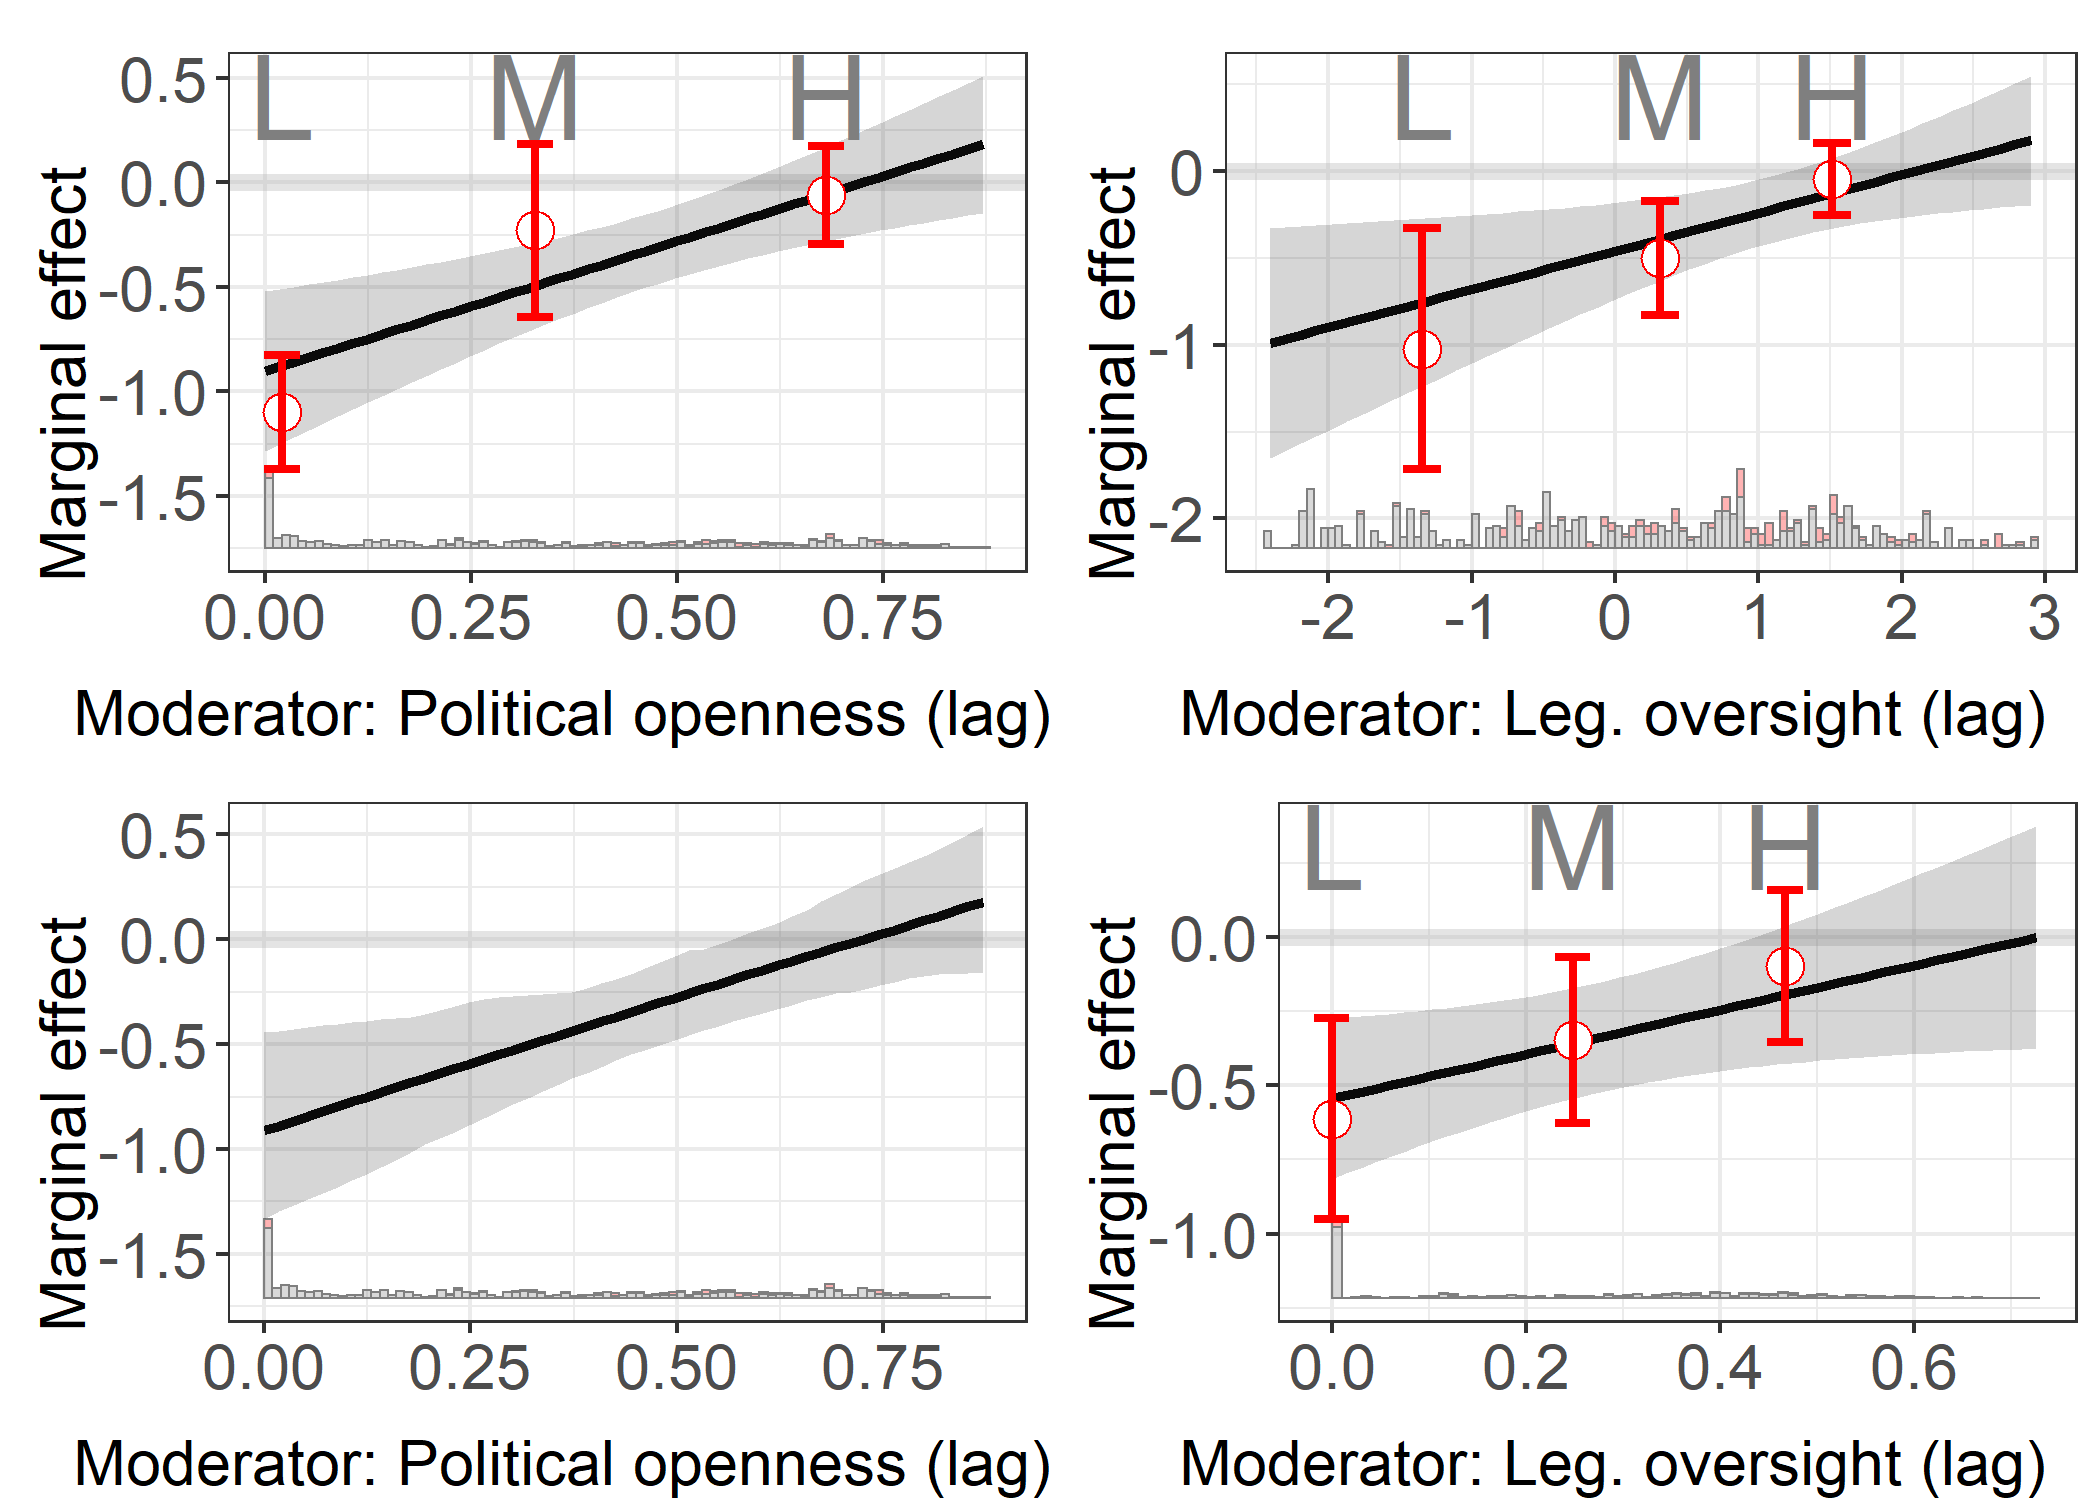 L M H
0.5
0.0
-0.5
-1.0
-1.5
Marginal effect
0.00 0.25 0.50 0.75
Moderator: Political openness (lag)
L M H
0
-1
-2
Marginal effect
-2 -1 0 1 2 3
Moderator: Leg. oversight (lag)
0.5
0.0
-0.5
-1.0
-1.5
Marginal effect
0.00 0.25 0.50 0.75
Moderator: Political openness (lag)
L M H
0.0
-0.5
-1.0
Marginal effect
0.0 0.2 0.4 0.6
Moderator: Leg. oversight (lag)